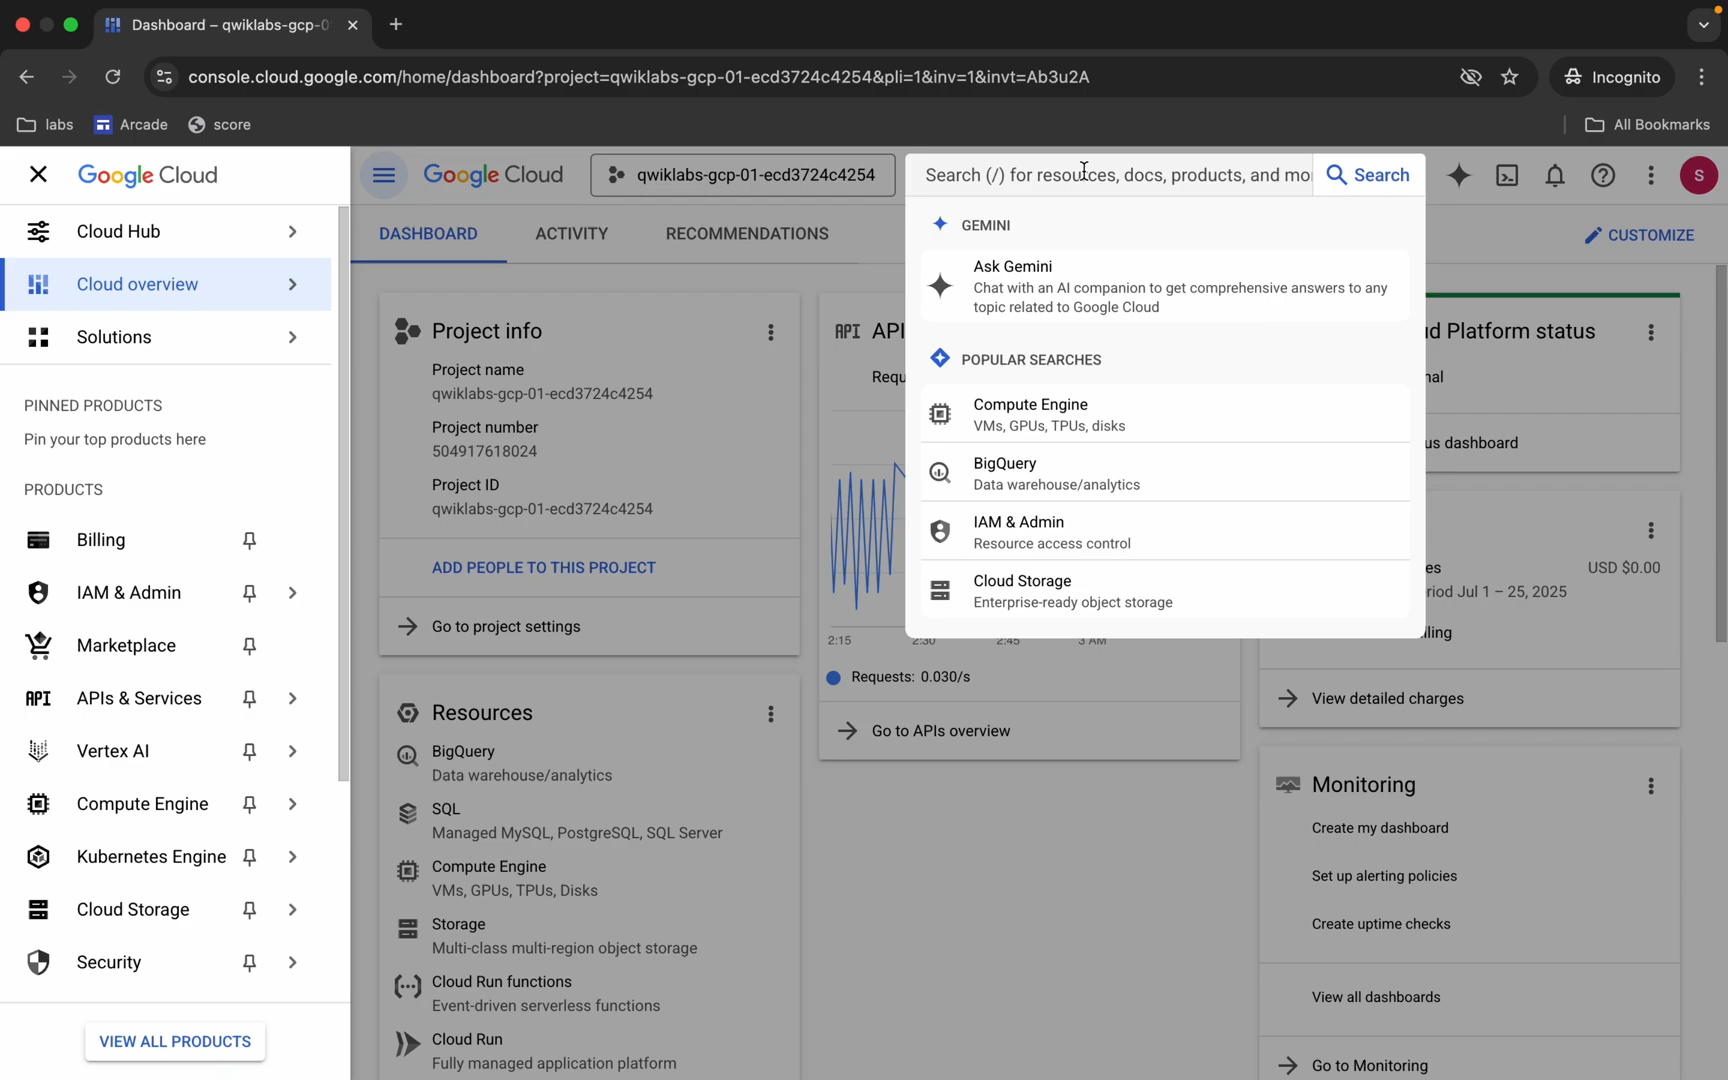 Dashboard – qwiklabs-gcp-0
console.cloud.google.com/home/dashboard?project=qwiklabs-gcp-01-ecd3724c4254&pli=1&inv=1&invt=Ab3u2A
Incognito
labs
Arcade
score
All Bookmarks
Google Cloud
Cloud Hub
Cloud overview
Solutions
PINNED PRODUCTS
Pin your top products here
PRODUCTS
Billing
IAM & Admin
Marketplace
API APIs & Services
Vertex AI
Compute Engine
Kubernetes Engine
Cloud Storage
Security
VIEW ALL PRODUCTS
Google Cloud
qwiklabs-gcp-01-ecd3724c4254
Search (/) for resources, docs, products, and mo
Search
S
DASHBOARD
ACTIVITY
RECOMMENDATIONS
CUSTOMIZE
GEMINI
Ask Gemini
Chat with an AI companion to get comprehensive answers to any
topic related to Google Cloud
POPULAR SEARCHES
Compute Engine
VMs, GPUs, TPUs, disks
BigQuery
Data warehouse/analytics
IAM & Admin
Resource access control
Cloud Storage
Enterprise-ready object storage
Project info
Project name
qwiklabs-gcp-01-ecd3724c4254
Project number
504917618024
Project ID
qwiklabs-gcp-01-ecd3724c4254
ADD PEOPLE TO THIS PROJECT
Go to project settings
Resources
BigQuery
Data warehouse/analytics
SQL
Managed MySQL, PostgreSQL, SQL Server
Compute Engine
VMs, GPUs, TPUs, Disks
Storage
Multi-class multi-region object storage
Cloud Run functions
Event-driven serverless functions
Cloud Run
Fully managed application platform
API API
Requ
2:15 2:30 2:45 3 AM
Requests: 0.030/s
Go to APIs overview
d Platform status
nal
us dashboard
es
USD $0.00
riod Jul 1 – 25, 2025
lling
View detailed charges
Monitoring
Create my dashboard
Set up alerting policies
Create uptime checks
View all dashboards
Go to Monitoring